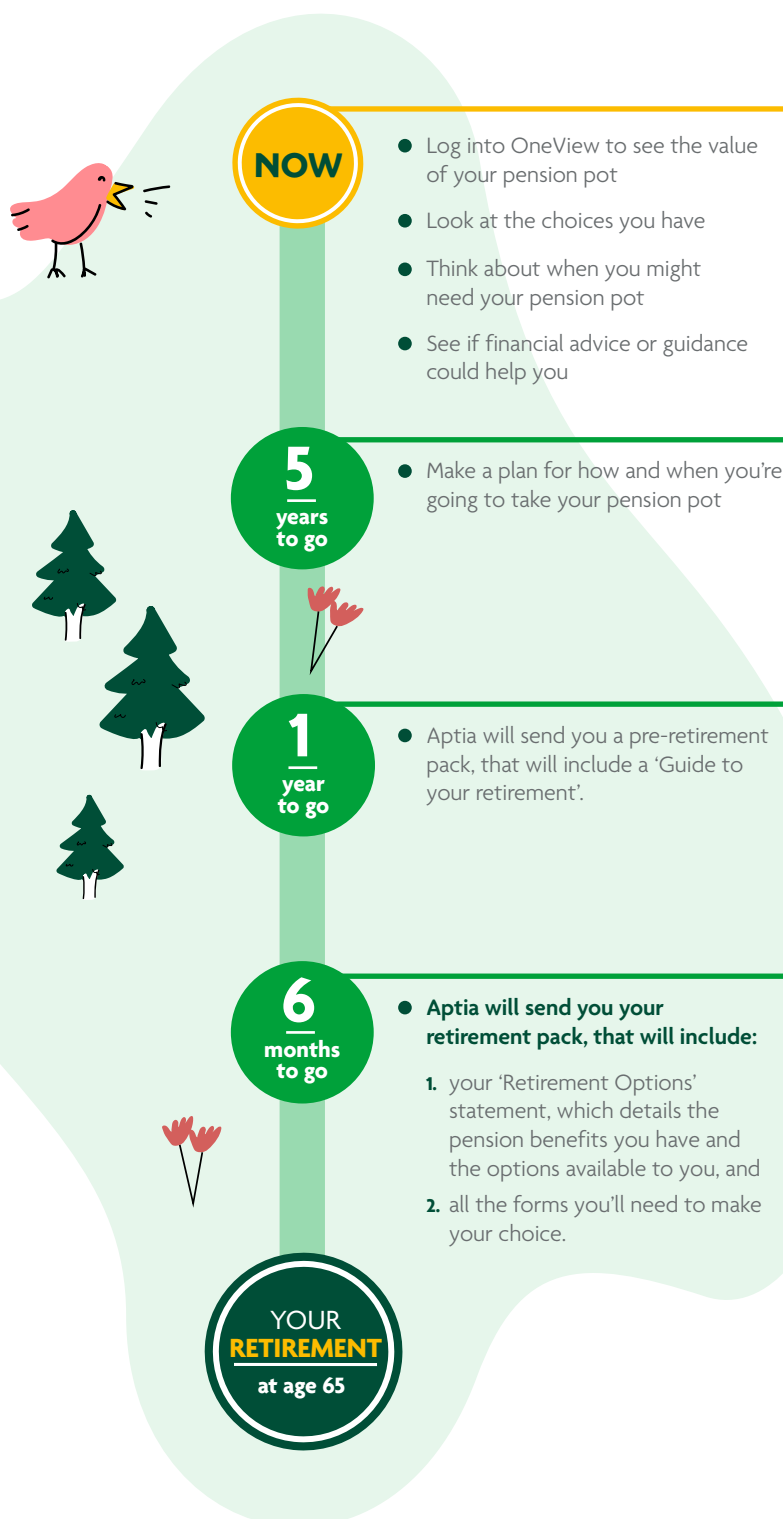 NOW
● Log into OneView to see the value
of your pension pot
● Look at the choices you have
● Think about when you might
need your pension pot
● See if financial advice or guidance
could help you
5
years
to go
● Make a plan for how and when you're
going to take your pension pot
1
year
to go
● Aptia will send you a pre-retirement
pack, that will include a ‘Guide to
your retirement’.
6
months
to go
● Aptia will send you your
retirement pack, that will include:
1. your ‘Retirement Options’
statement, which details the
pension benefits you have and
the options available to you, and
2. all the forms you'll need to make
your choice.
YOUR
RETIREMENT
at age 65